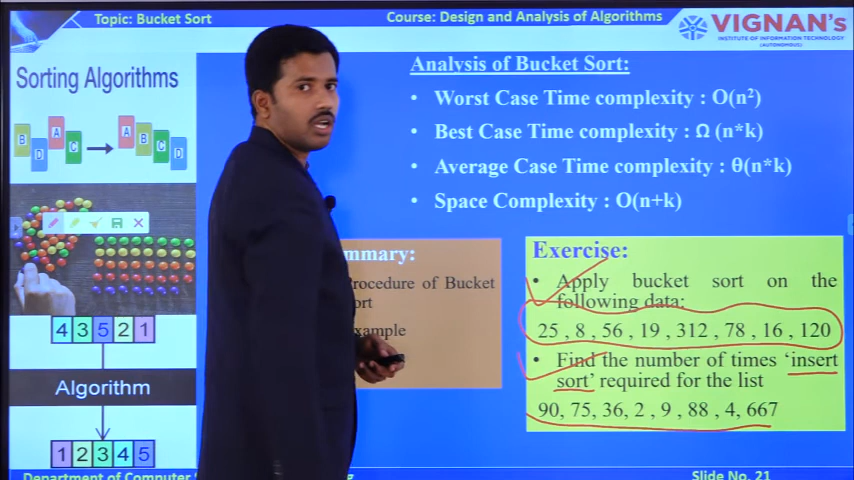 Topic: Bucket Sort
Course: Design and Analysis of Algorithms
VIGNAN's
INSTITUTE OF INFORMATION TECHNOLOGY
(AUTONOMOUS)
Sorting Algorithms
B D A C A B C D
4 3 5 2 1
Algorithm
1 2 3 4 5
Analysis of Bucket Sort:
• Worst Case Time complexity : O(n²)
• Best Case Time complexity : Ω (n*k)
• Average Case Time complexity : θ(n*k)
• Space Complexity : O(n+k)
mmary:
Procedure of Bucket
ort
xample
Exercise:
• Apply bucket sort on the
following data:
25 , 8 , 56 , 19 , 312 , 78 , 16 , 120
• Find the number of times ‘insert
sort’ required for the list
90, 75, 36, 2 , 9 , 88 , 4, 667
Department of Computer
ng
Slide No. 21